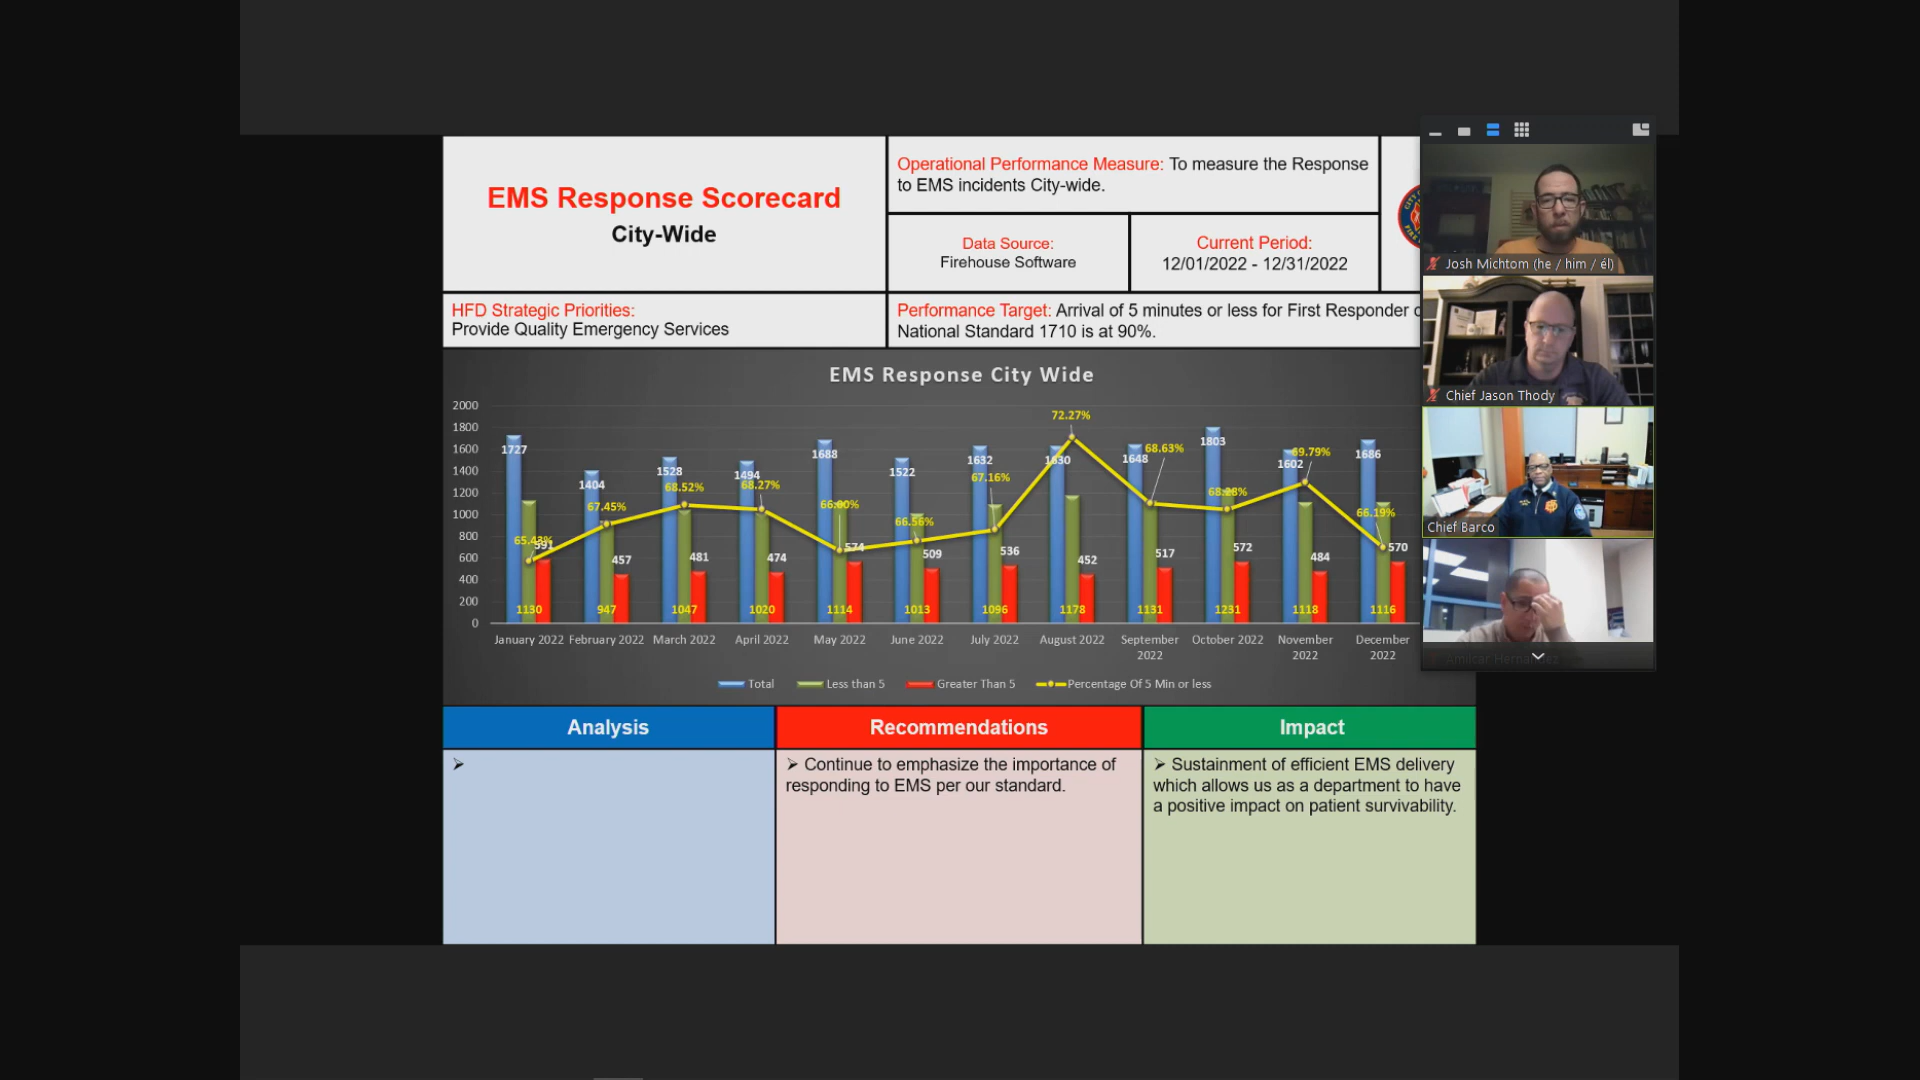 EMS Response Scorecard
City-Wide
Operational Performance Measure: To measure the Response
to EMS incidents City-wide.
Data Source:
Firehouse Software
Current Period:
12/01/2022 - 12/31/2022
HFD Strategic Priorities:
Provide Quality Emergency Services
Performance Target: Arrival of 5 minutes or less for First Responder
National Standard 1710 is at 90%.
EMS Response City Wide
2000
1800
1600
1400
1200
1000
800
600
400
200
0
1727 1404 1528 1494 1688 1522 1632 1630 1648 1803 1602 1686
65.43% 67.45% 68.52% 68.27% 66.00% 66.56% 67.16% 72.27% 68.63% 68.28% 69.79% 66.19%
591 457 481 474 574 509 536 452 517 572 484 570
1130 947 1047 1020 1114 1013 1096 1178 1131 1231 1118 1116
January 2022 February 2022 March 2022 April 2022 May 2022 June 2022 July 2022 August 2022 September 2022 October 2022 November 2022 December 2022
Total Less than 5 Greater Than 5 Percentage Of 5 Min or less
Analysis
Recommendations
➢ Continue to emphasize the importance of
responding to EMS per our standard.
Impact
➢ Sustainment of efficient EMS delivery
which allows us as a department to have
a positive impact on patient survivability.
Josh Michtom (he / him / él)
Chief Jason Thody
Chief Barco
Amilcar Hernandez